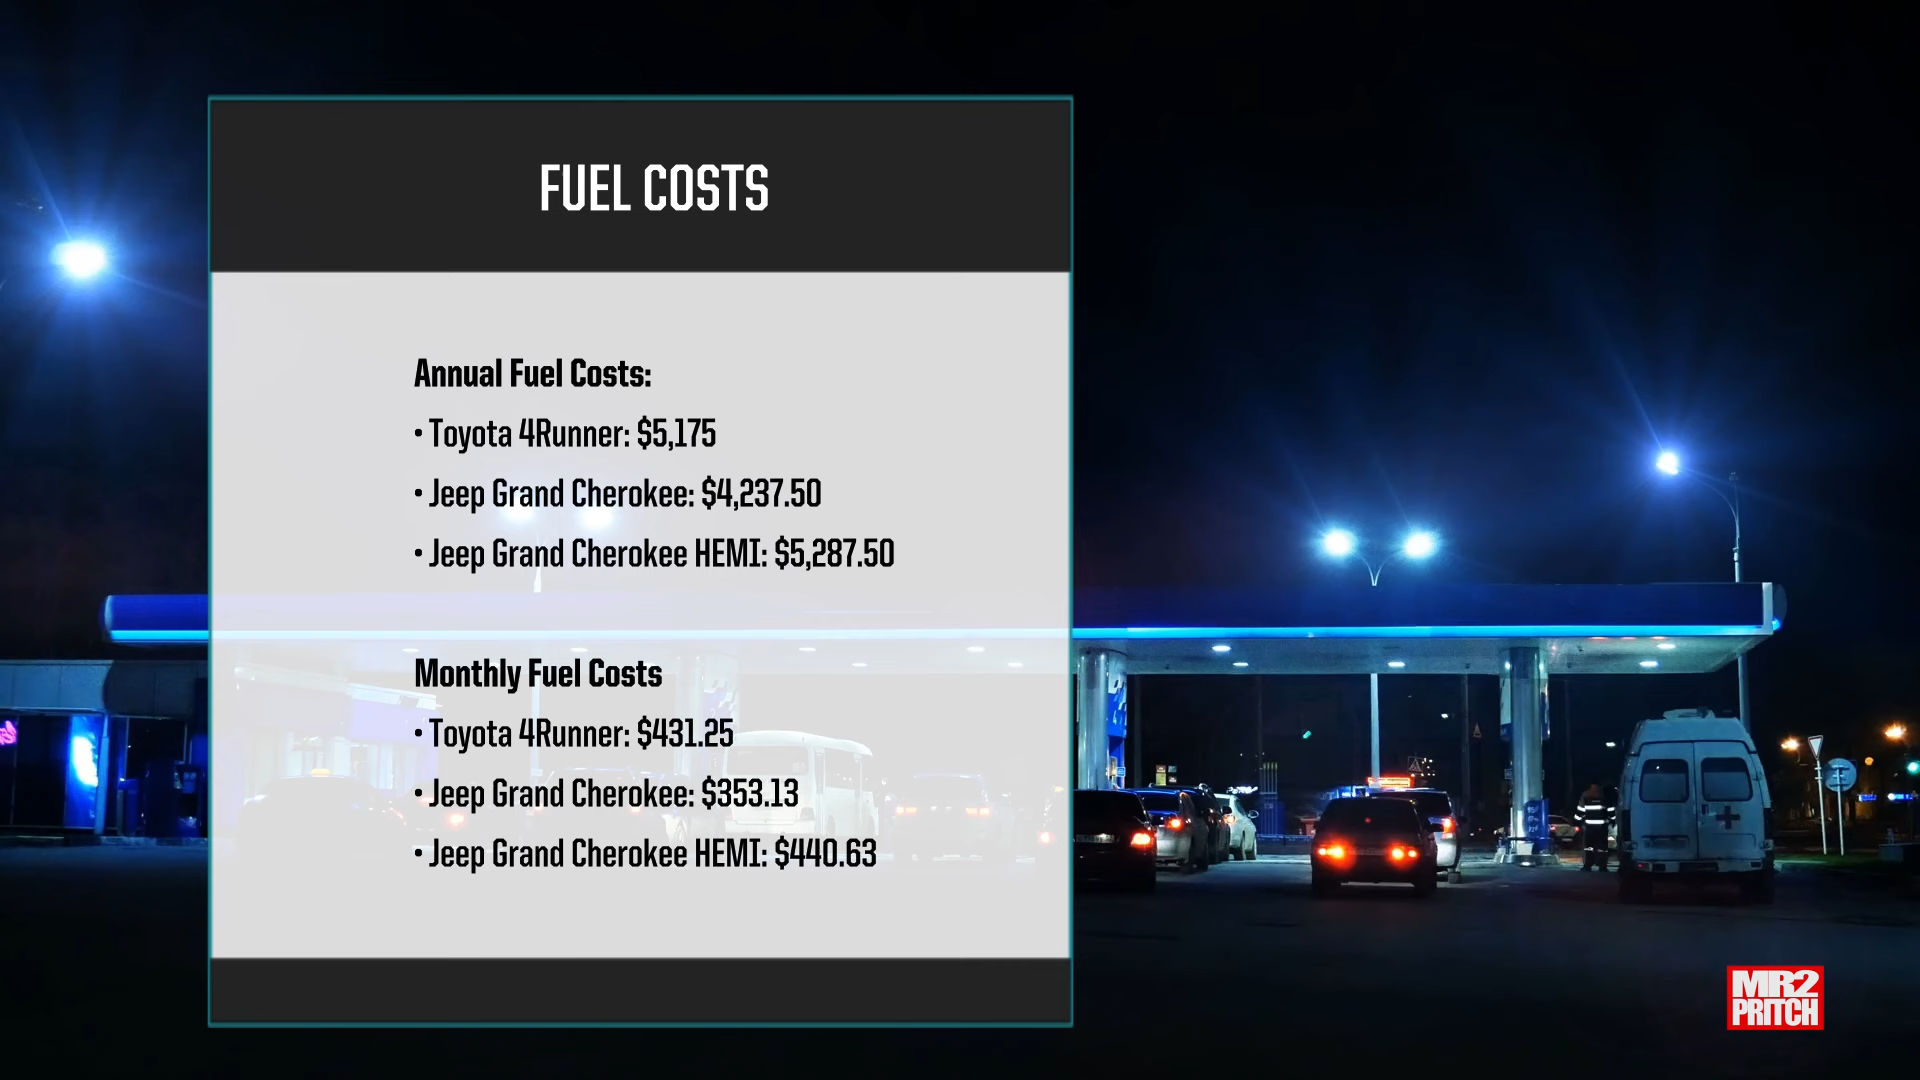 FUEL COSTS
Annual Fuel Costs:
• Toyota 4Runner: $5,175
• Jeep Grand Cherokee: $4,237.50
• Jeep Grand Cherokee HEMI: $5,287.50
Monthly Fuel Costs
• Toyota 4Runner: $431.25
• Jeep Grand Cherokee: $353.13
• Jeep Grand Cherokee HEMI: $440.63
MR2
PRITCH